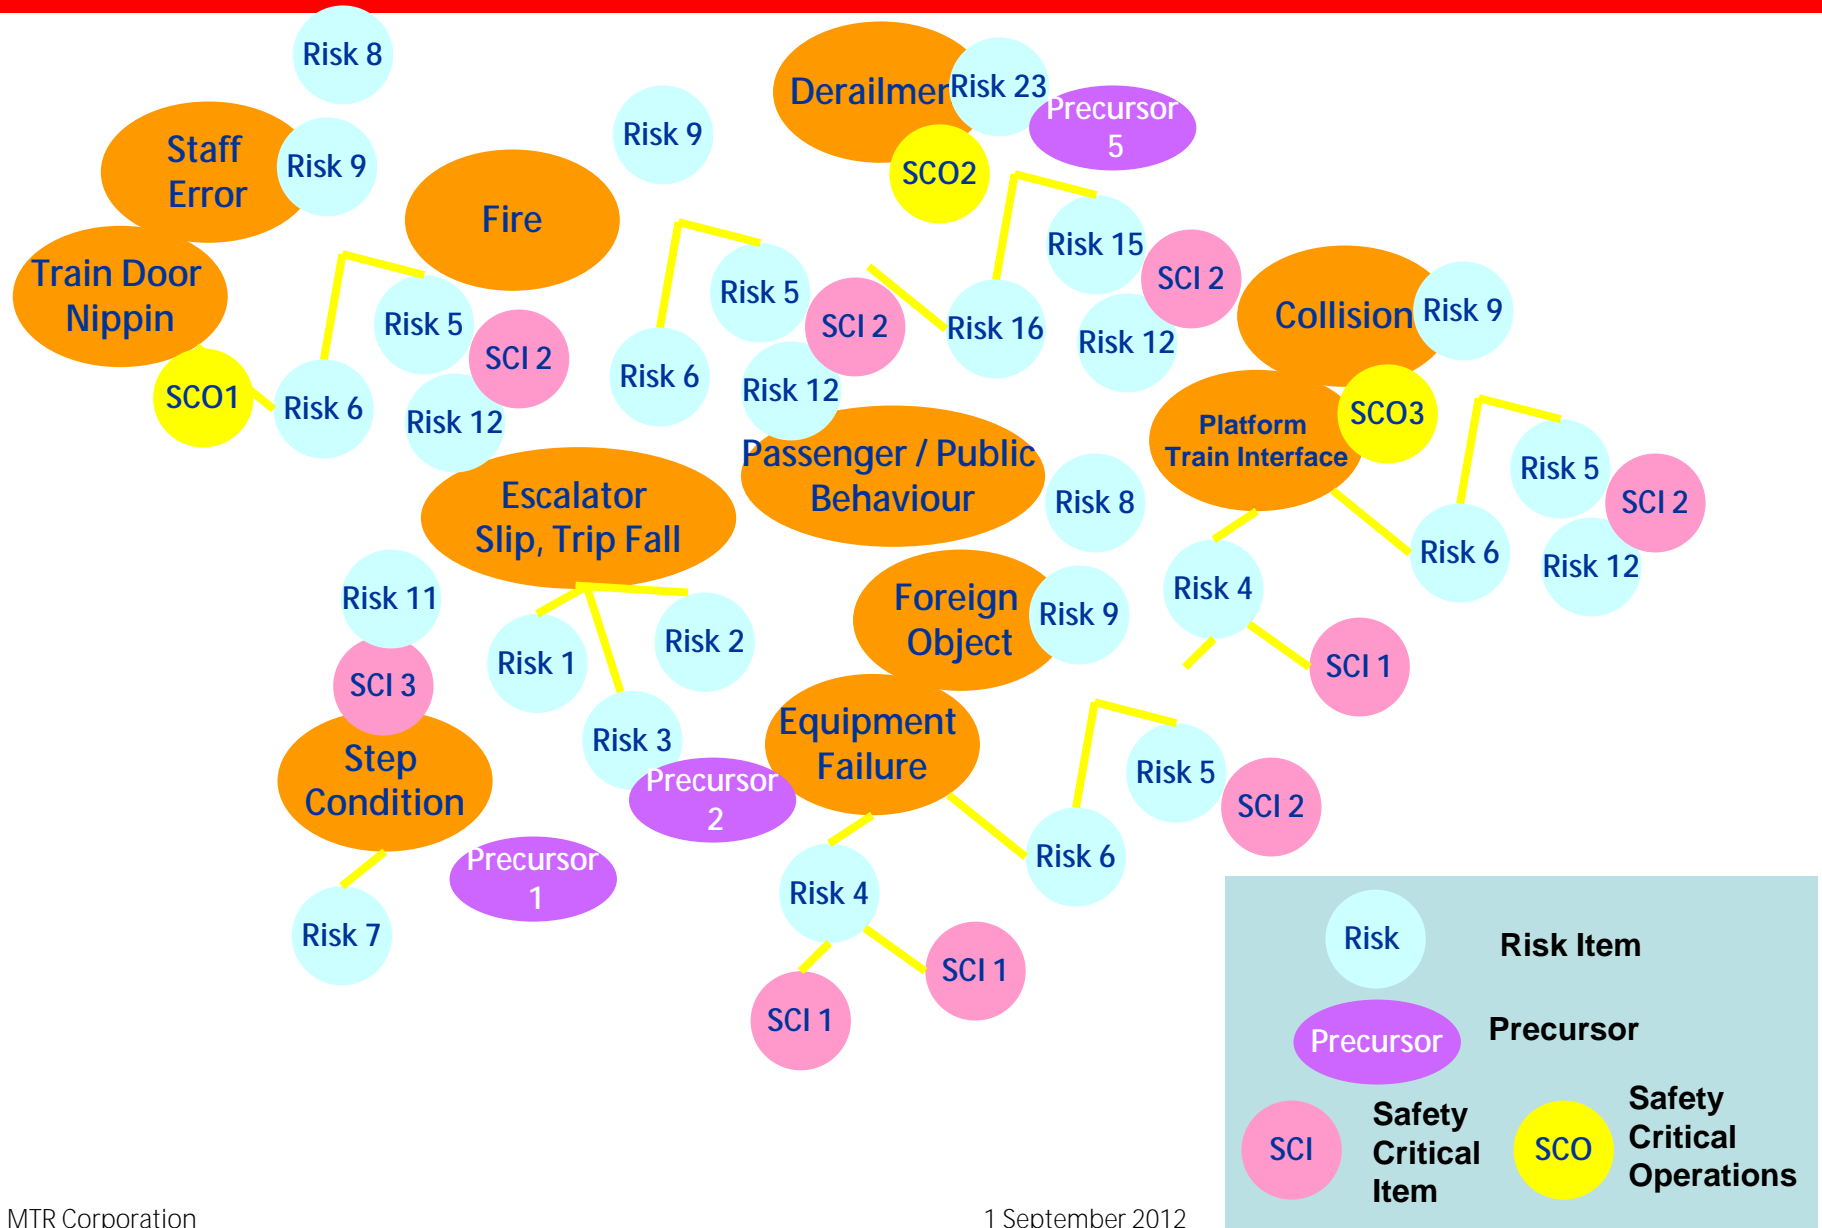 Risk 8
Derailmer
Risk 23
Precursor
5
Risk 9
Staff
Error
Risk 9
SCO2
Fire
Risk 15
Train Door
Nippin
Risk 5
SCI 2
Risk 5
SCI 2
Collision
Risk 9
SCI 2
Risk 16
Risk 12
SCO1
Risk 6
Risk 12
Risk 6
Risk 12
SCO3
Platform
Train Interface
Passenger / Public
Behaviour
Risk 5
SCI 2
Escalator
Slip, Trip Fall
Risk 8
Risk 6
Risk 12
Risk 11
Risk 4
Foreign
Object
Risk 9
Risk 1
Risk 2
SCI 3
SCI 1
Equipment
Failure
Risk 3
Precursor
2
Risk 5
SCI 2
Step
Condition
Precursor
1
Risk 6
Risk 4
Risk 7
SCI 1
SCI 1
Risk
Risk Item
Precursor
Precursor
SCI
Safety
Critical
Item
SCO
Safety
Critical
Operations
MTR Corporation
1 September 2012